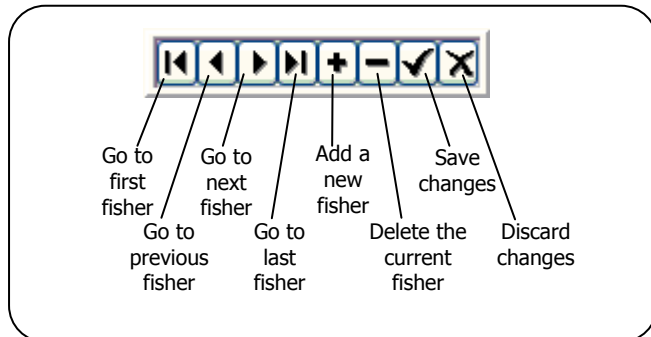 Go to
first
fisher
Go to
previous
fisher
Go to
next
fisher
Go to
last
fisher
Add a
new
fisher
Delete the
current
fisher
Save
changes
Discard
changes